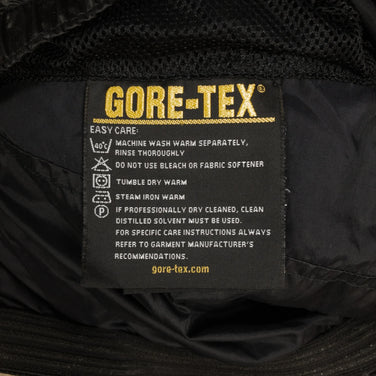 GORE-TEX®
EASY CARE:
40°C MACHINE WASH WARM SEPARATELY,
RINSE THOROUGHLY
DO NOT USE BLEACH OR FABRIC SOFTENER
TUMBLE DRY WARM
STEAM IRON WARM
P IF PROFESSIONALLY DRY CLEANED, CLEAN
DISTILLED SOLVENT MUST BE USED.
FOR SPECIFIC CARE INSTRUCTIONS ALWAYS
REFER TO GARMENT MANUFACTURER'S
RECOMMENDATIONS.
gore-tex.com